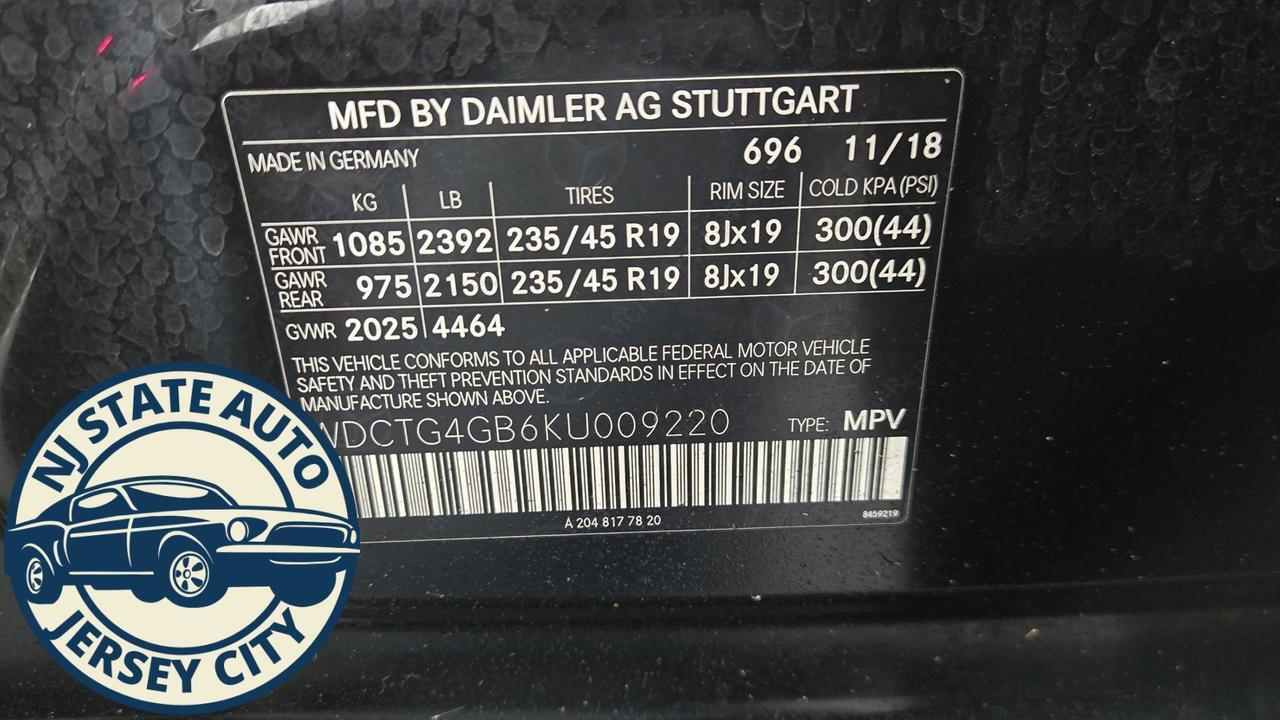 MFD BY DAIMLER AG STUTTGART
MADE IN GERMANY 696 11/18
KG LB TIRES RIM SIZE COLD KPA (PSI)
GAWR FRONT 1085 2392 235/45 R19 8Jx19 300(44)
GAWR REAR 975 2150 235/45 R19 8Jx19 300(44)
GVWR 2025 4464
THIS VEHICLE CONFORMS TO ALL APPLICABLE FEDERAL MOTOR VEHICLE
SAFETY AND THEFT PREVENTION STANDARDS IN EFFECT ON THE DATE OF
MANUFACTURE SHOWN ABOVE.
WDCTG4GB6KU009220 TYPE: MPV
A 204 817 78 20 8459219
NJ STATE AUTO
JERSEY CITY